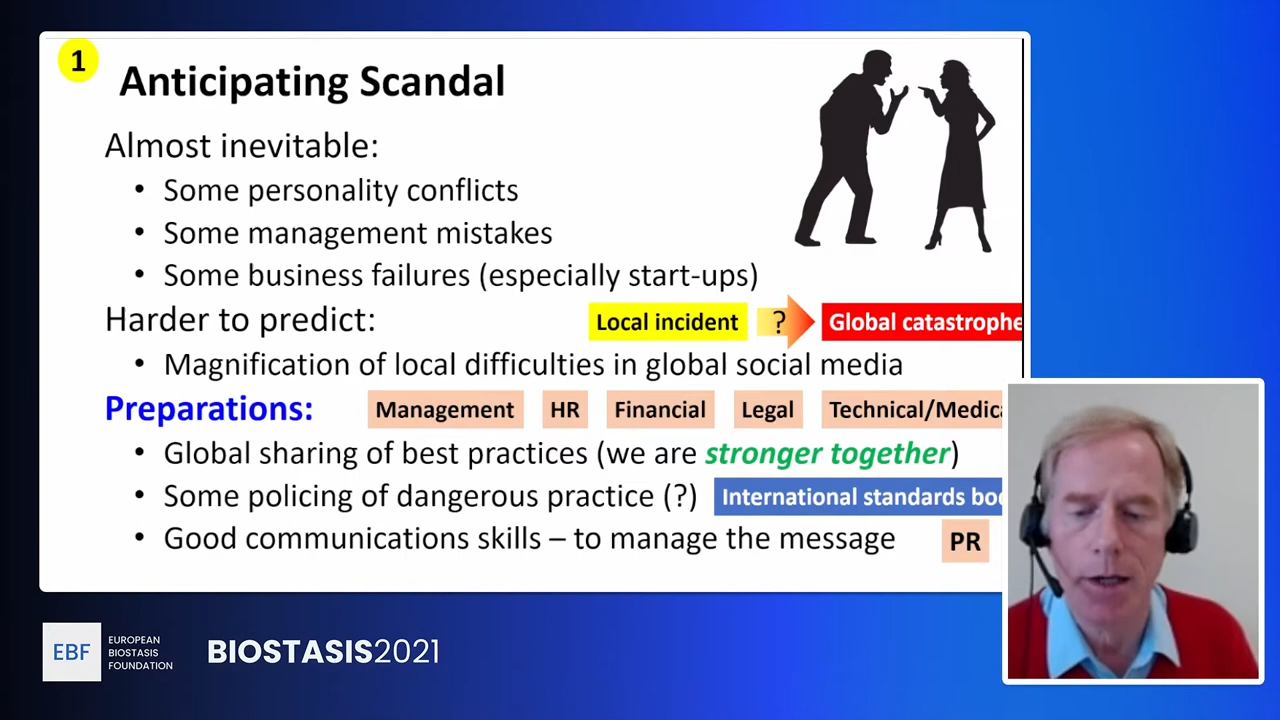 1
Anticipating Scandal
Almost inevitable:
• Some personality conflicts
• Some management mistakes
• Some business failures (especially start-ups)
Harder to predict:
Local incident ? Global catastrophe
• Magnification of local difficulties in global social media
Preparations: Management HR Financial Legal Technical/Medica
• Global sharing of best practices (we are stronger together)
• Some policing of dangerous practice (?) International standards bo
• Good communications skills – to manage the message PR
EBF EUROPEAN
BIOSTASIS
FOUNDATION
BIOSTASIS2021